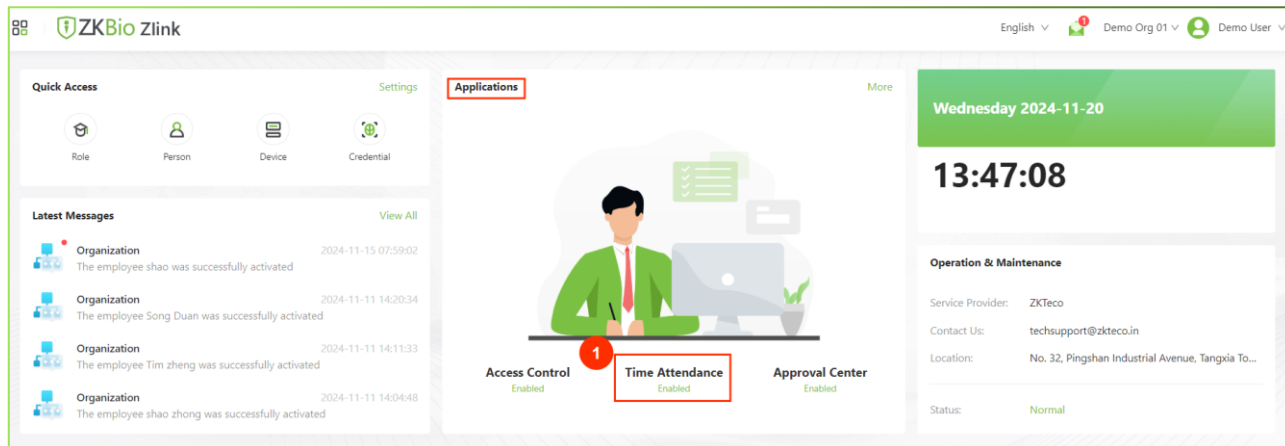 ZKBio Zlink
English
1
Demo Org 01
Demo User
Quick Access
Settings
Role
Person
Device
Credential
Latest Messages
View All
Organization
2024-11-15 07:59:02
The employee shao was successfully activated
Organization
2024-11-11 14:20:34
The employee Song Duan was successfully activated
Organization
2024-11-11 14:11:33
The employee Tim zheng was successfully activated
Organization
2024-11-11 14:04:48
The employee shao zhong was successfully activated
Applications
More
1
Access Control
Enabled
Time Attendance
Enabled
Approval Center
Enabled
Wednesday 2024-11-20
13:47:08
Operation & Maintenance
Service Provider: ZKTeco
Contact Us: techsupport@zkteco.in
Location: No. 32, Pingshan Industrial Avenue, Tangxia To...
Status: Normal